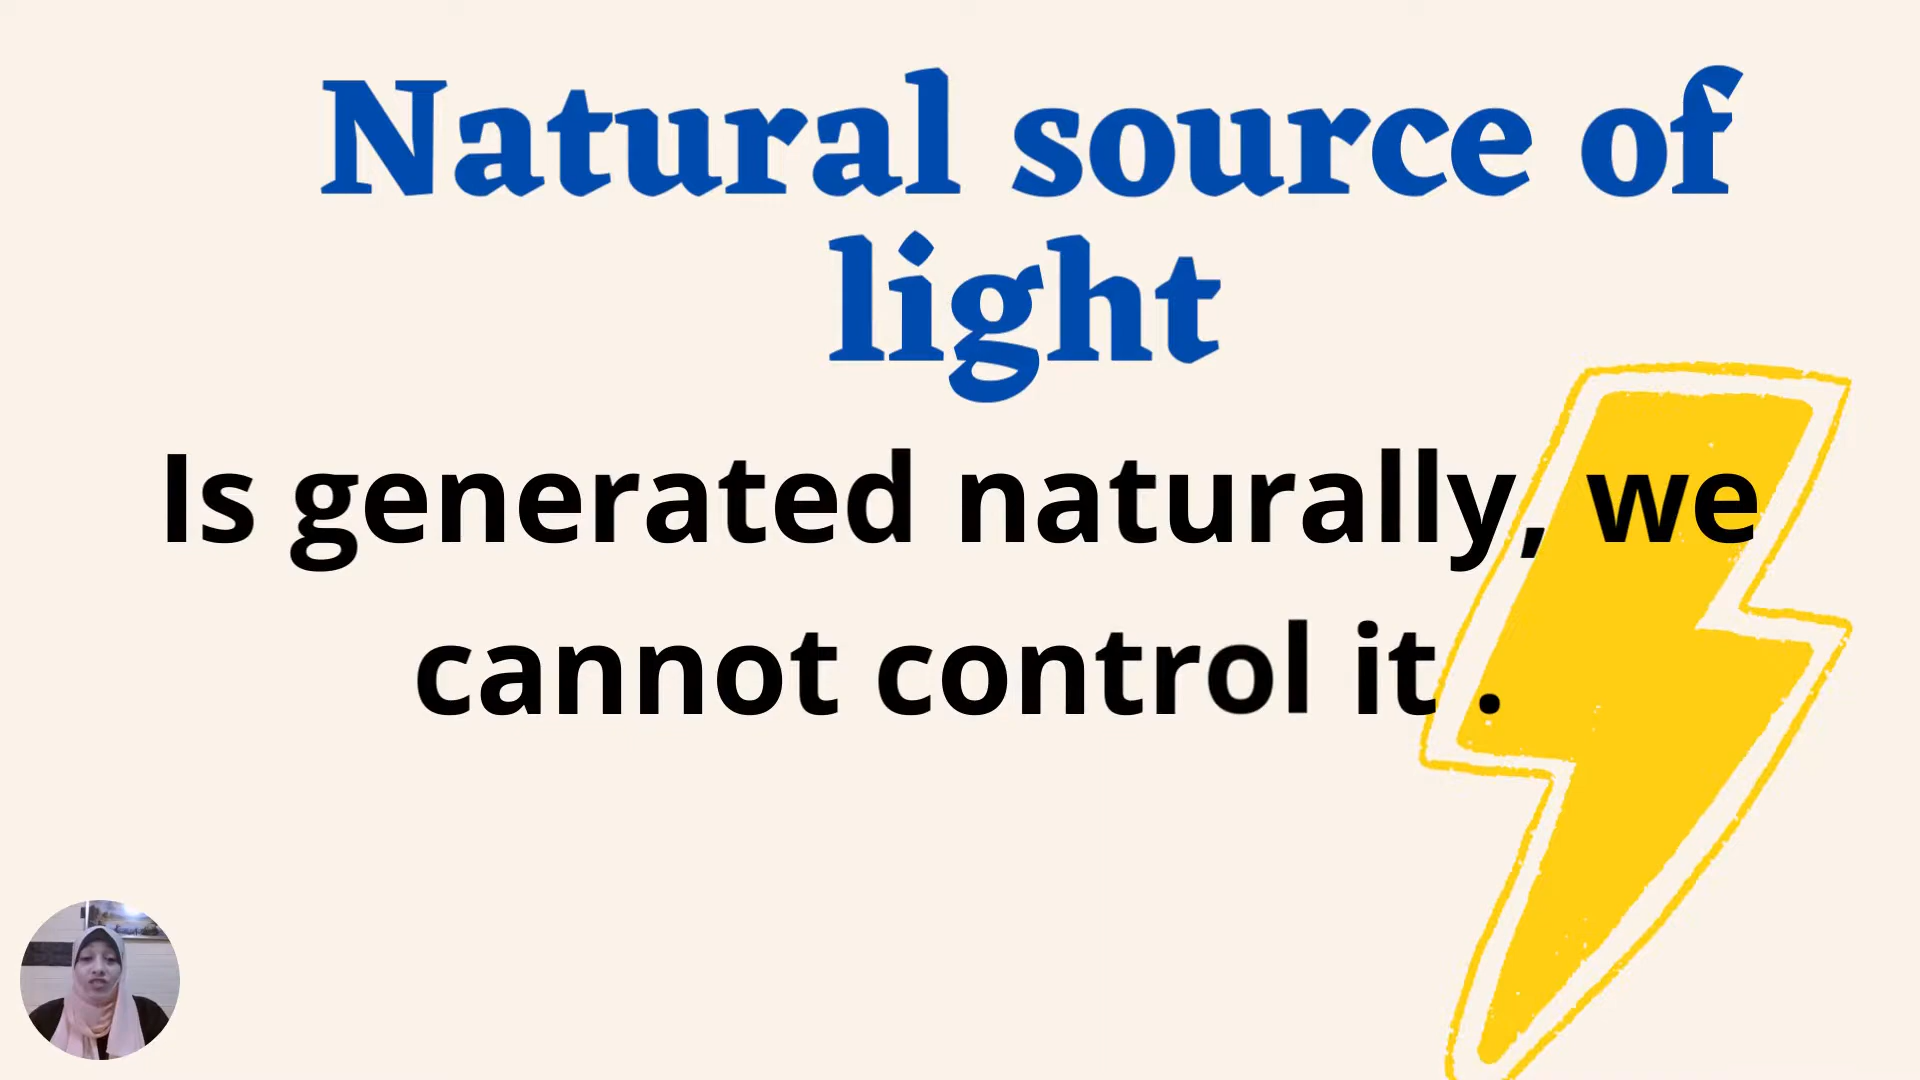 Natural source of
light
Is generated naturally, we
cannot control it .